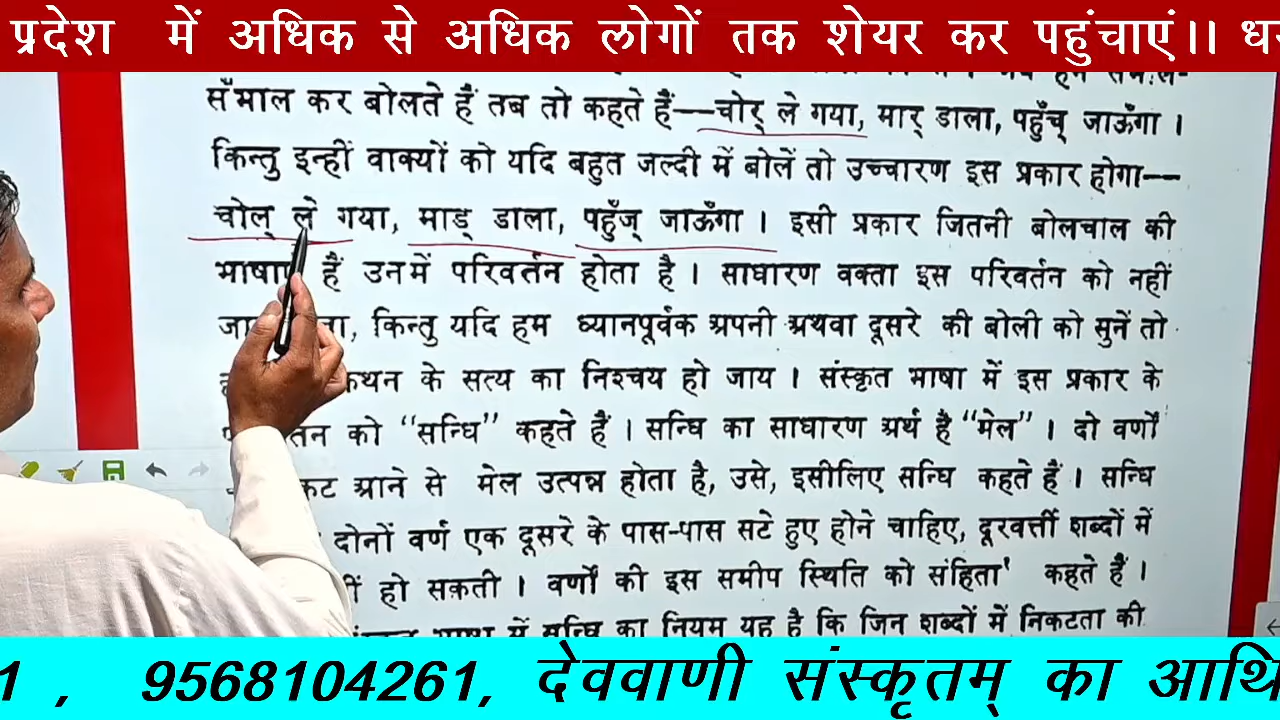 प्रदेश में अधिक से अधिक लोगों तक शेयर कर पहुंचाएं।।
सँभाल कर बोलते हैं तब तो कहते हैं—चोर् ले गया, मार् डाला, पहुँच् जाऊँगा ।
किन्तु इन्हीं वाक्यों को यदि बहुत जल्दी में बोलें तो उच्चारण इस प्रकार होगा—
चोल् ले गया, माड् डाला, पहुँज् जाऊँगा । इसी प्रकार जितनी बोलचाल की
हैं उनमें परिवर्तन होता है । साधारण वक्ता इस परिवर्तन को नहीं
किन्तु यदि हम ध्यानपूर्वक अपनी अथवा दूसरे की बोली को सुनें तो
कथन के सत्य का निश्चय हो जाय । संस्कृत भाषा में इस प्रकार के
को “सन्धि” कहते हैं । सन्धि का साधारण अर्थ है “मेल” । दो वर्णों
आने से मेल उत्पन्न होता है, उसे, इसीलिए सन्धि कहते हैं । सन्धि
दोनों वर्ण एक दूसरे के पास-पास सटे हुए होने चाहिए, दूरवर्त्ती शब्दों में
हो सकती । वर्णों की इस समीप स्थिति को संहिता¹ कहते हैं ।
में सन्धि का नियम यह है कि जिन शब्दों में निकटता की
1 , 9568104261, देववाणी संस्कृतम् का